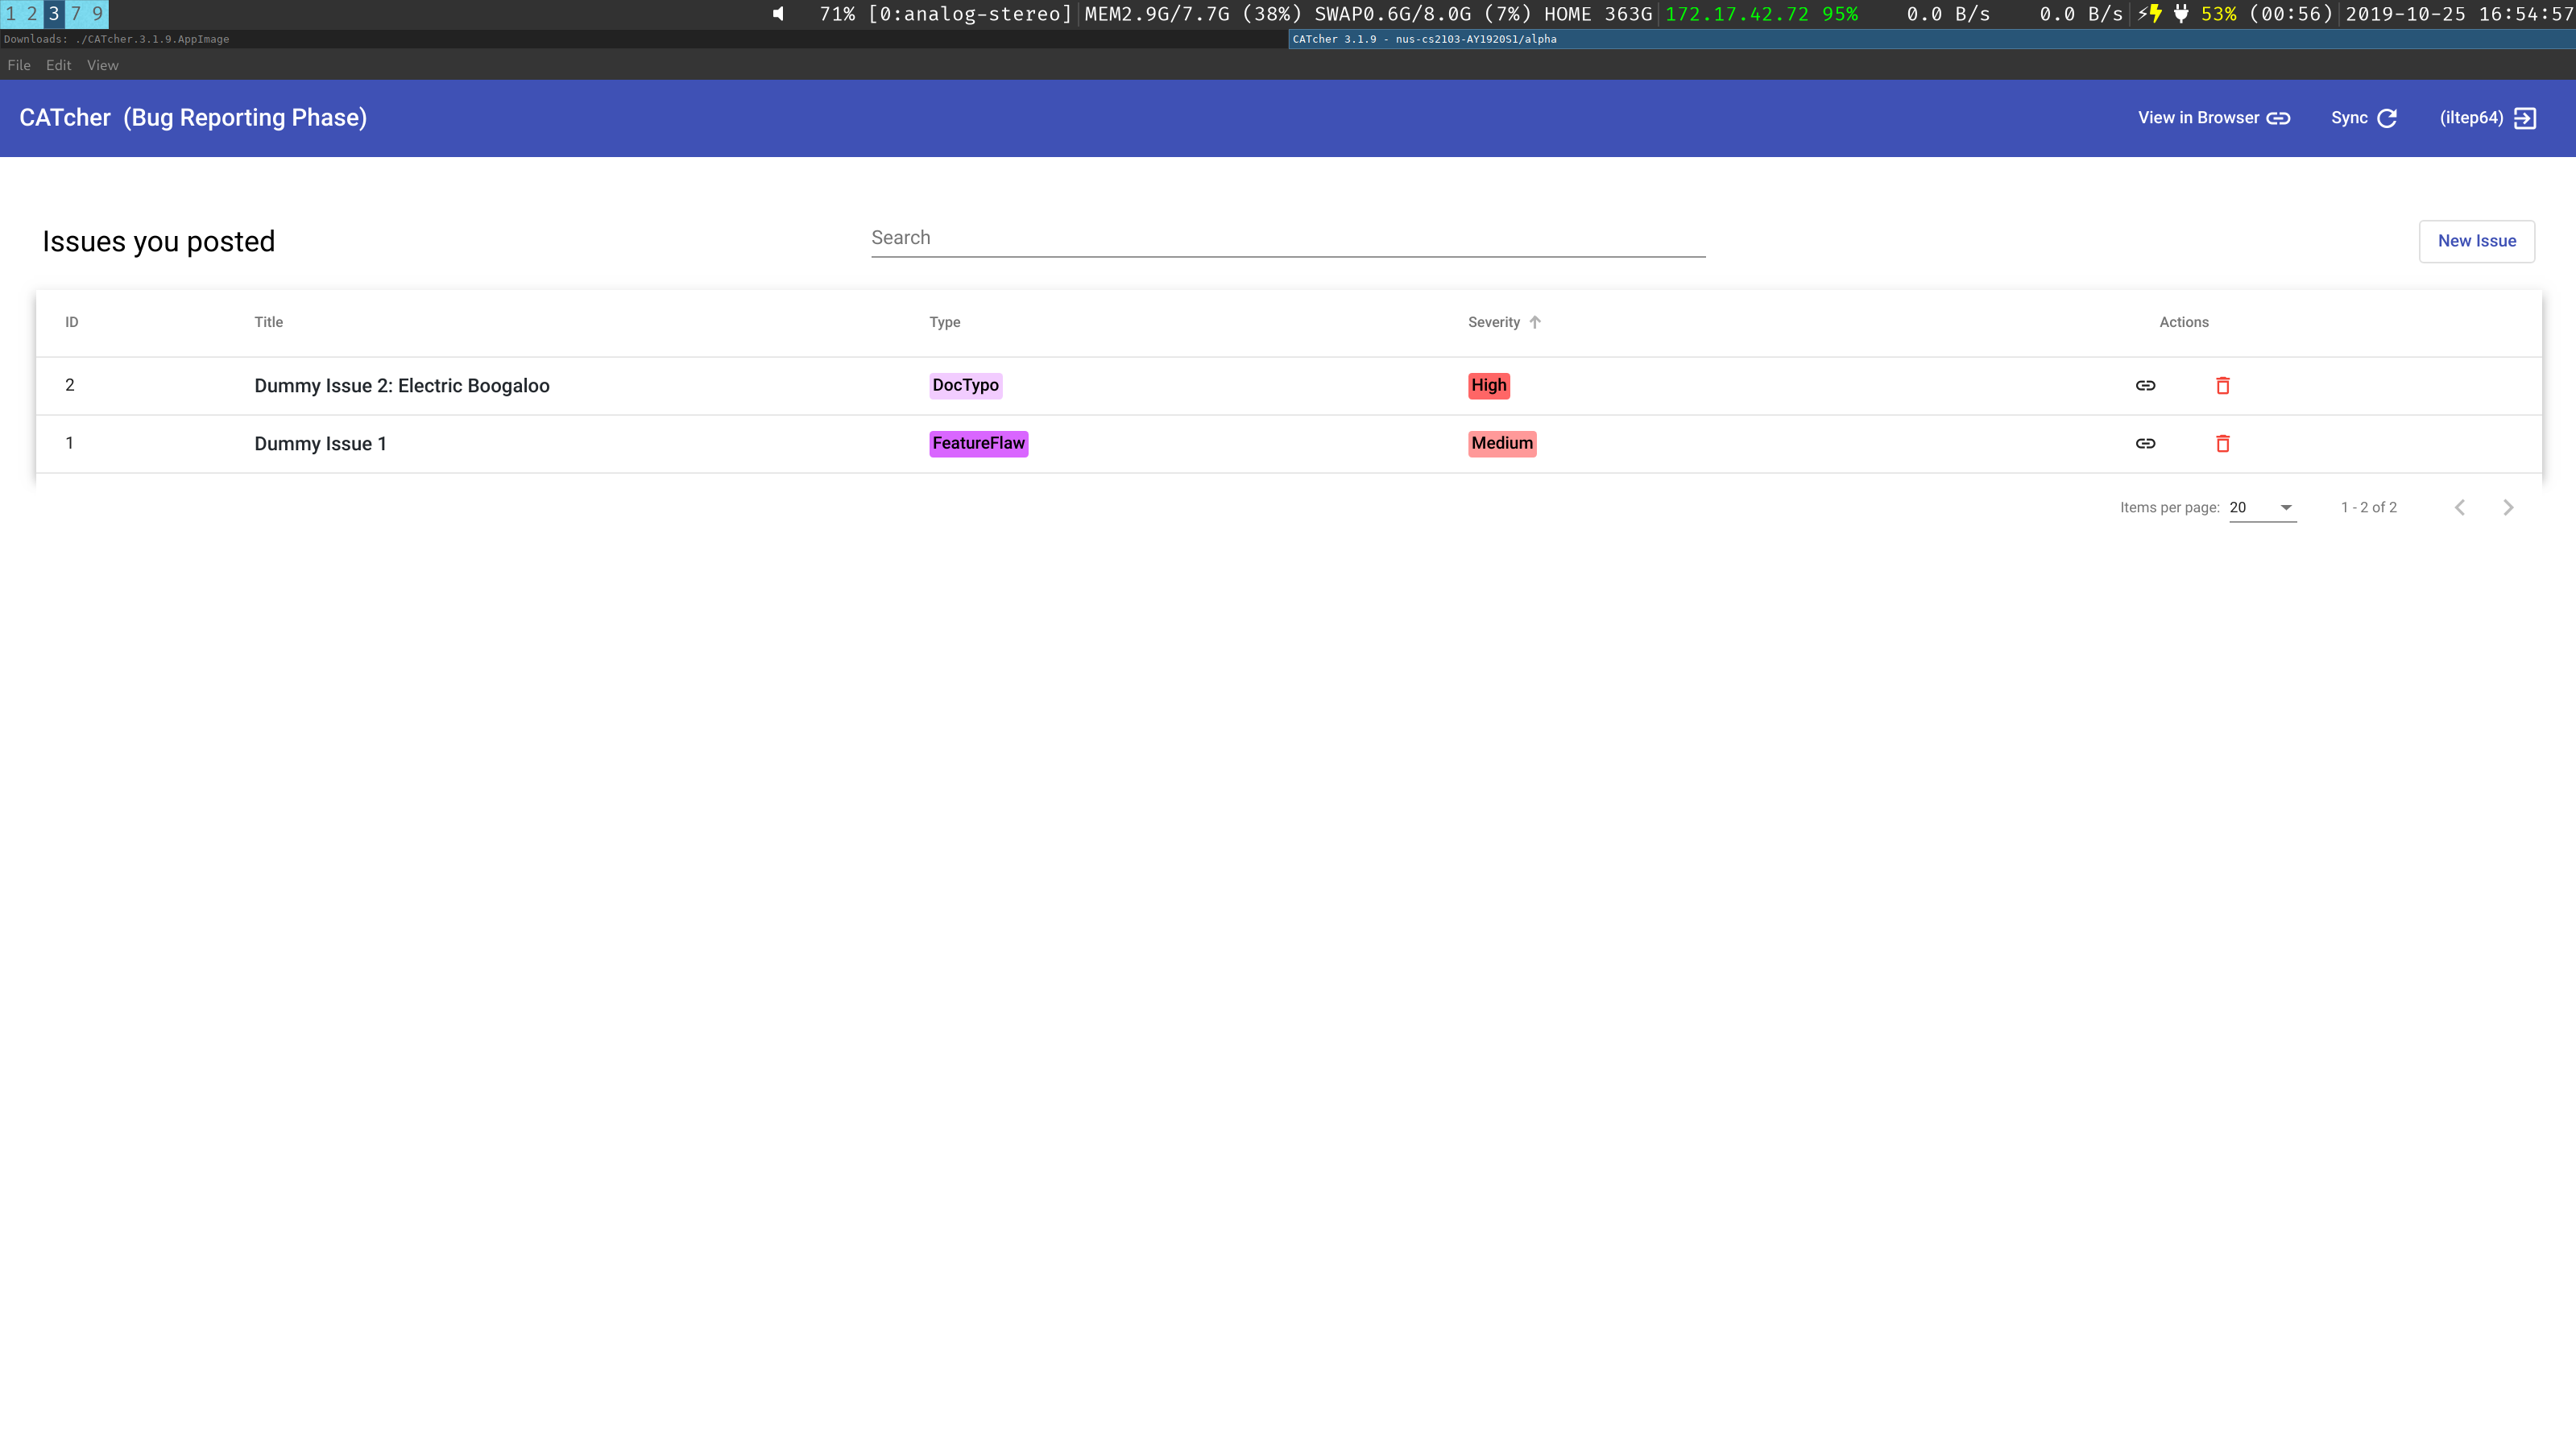 1 2 3 7 9 71% [0:analog-stereo] MEM2.9G/7.7G (38%) SWAP0.6G/8.0G (7%) HOME 363G 172.17.42.72 95% 0.0 B/s 0.0 B/s 53% (00:56) 2019-10-25 16:54:57
Downloads: ./CATcher.3.1.9.AppImage CATcher 3.1.9 - nus-cs2103-AY1920S1/alpha
File Edit View
CATcher (Bug Reporting Phase) View in Browser Sync (iltep64)
Issues you posted Search New Issue
ID Title Type Severity Actions
2 Dummy Issue 2: Electric Boogaloo DocTypo High
1 Dummy Issue 1 FeatureFlaw Medium
Items per page: 20 1 - 2 of 2